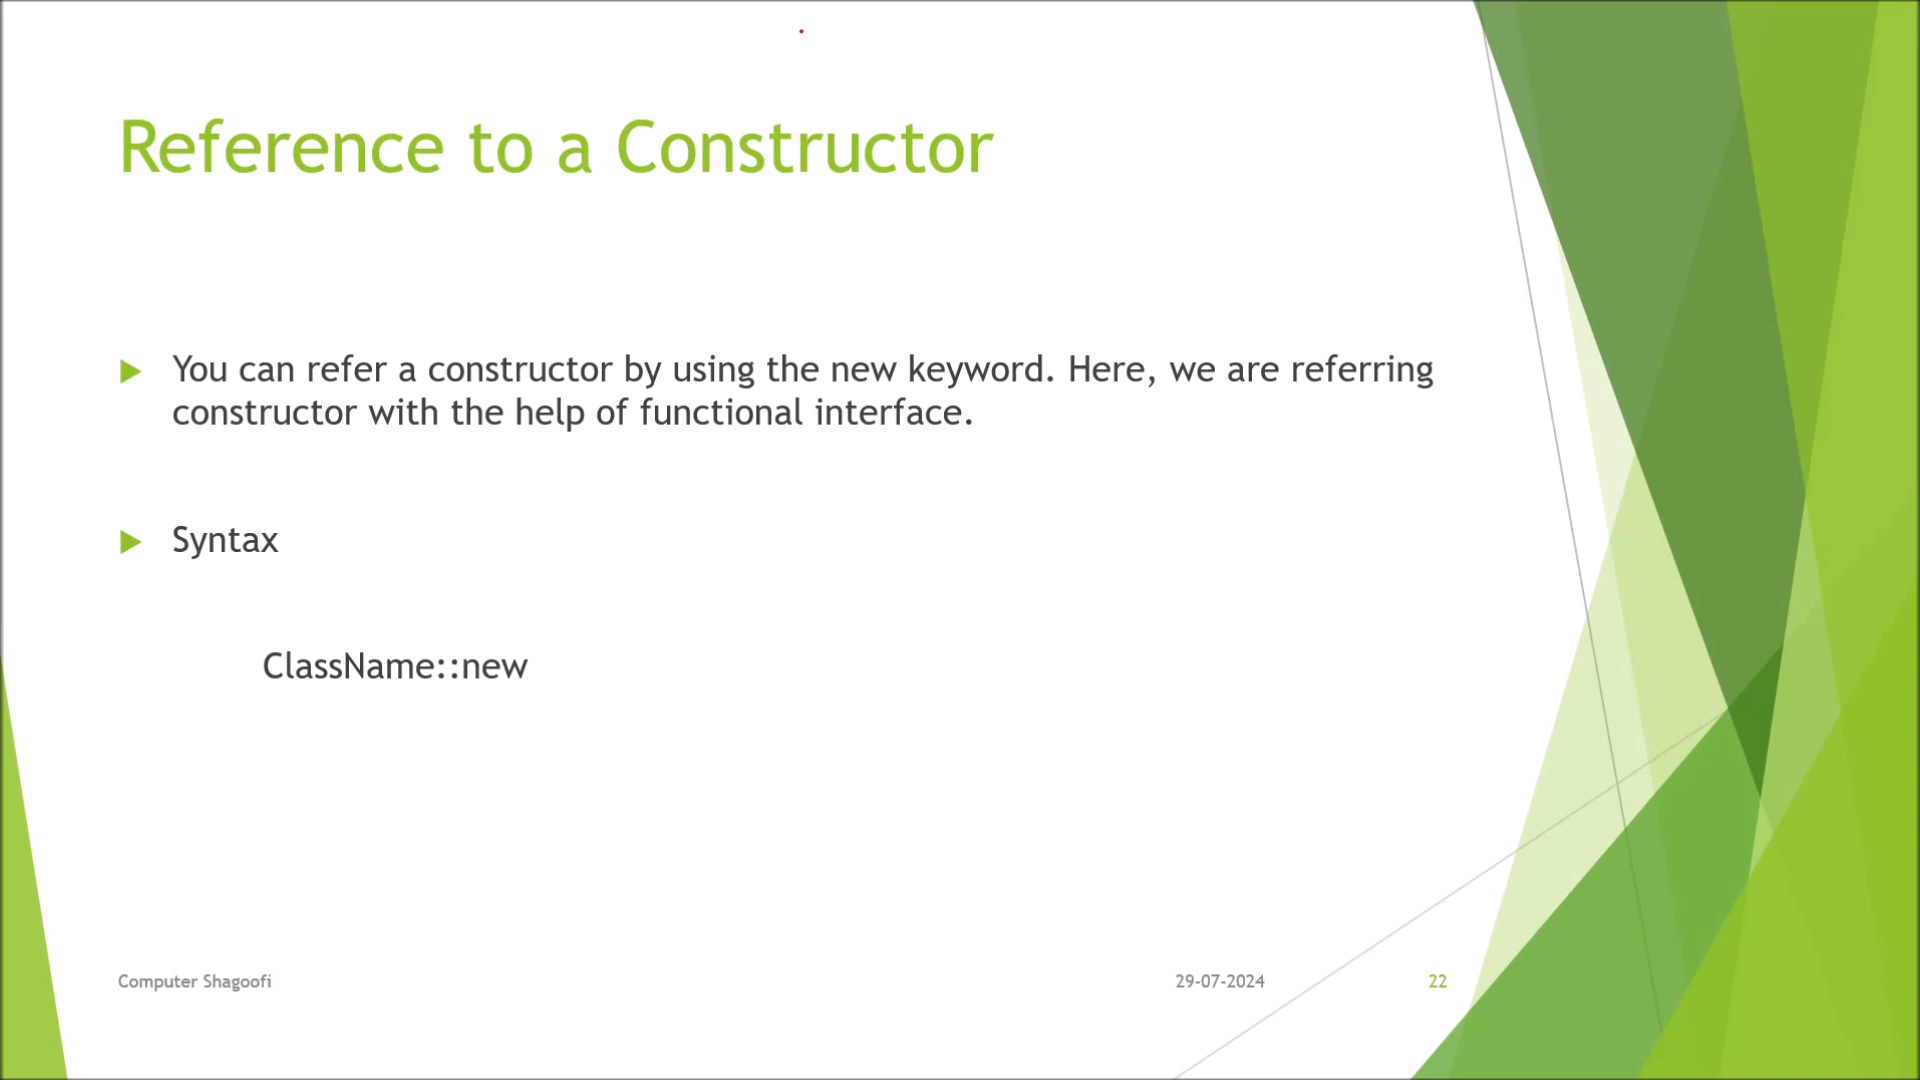 Reference to a Constructor
You can refer a constructor by using the new keyword. Here, we are referring
constructor with the help of functional interface.
Syntax
ClassName::new
Computer Shagoofi
29-07-2024
22